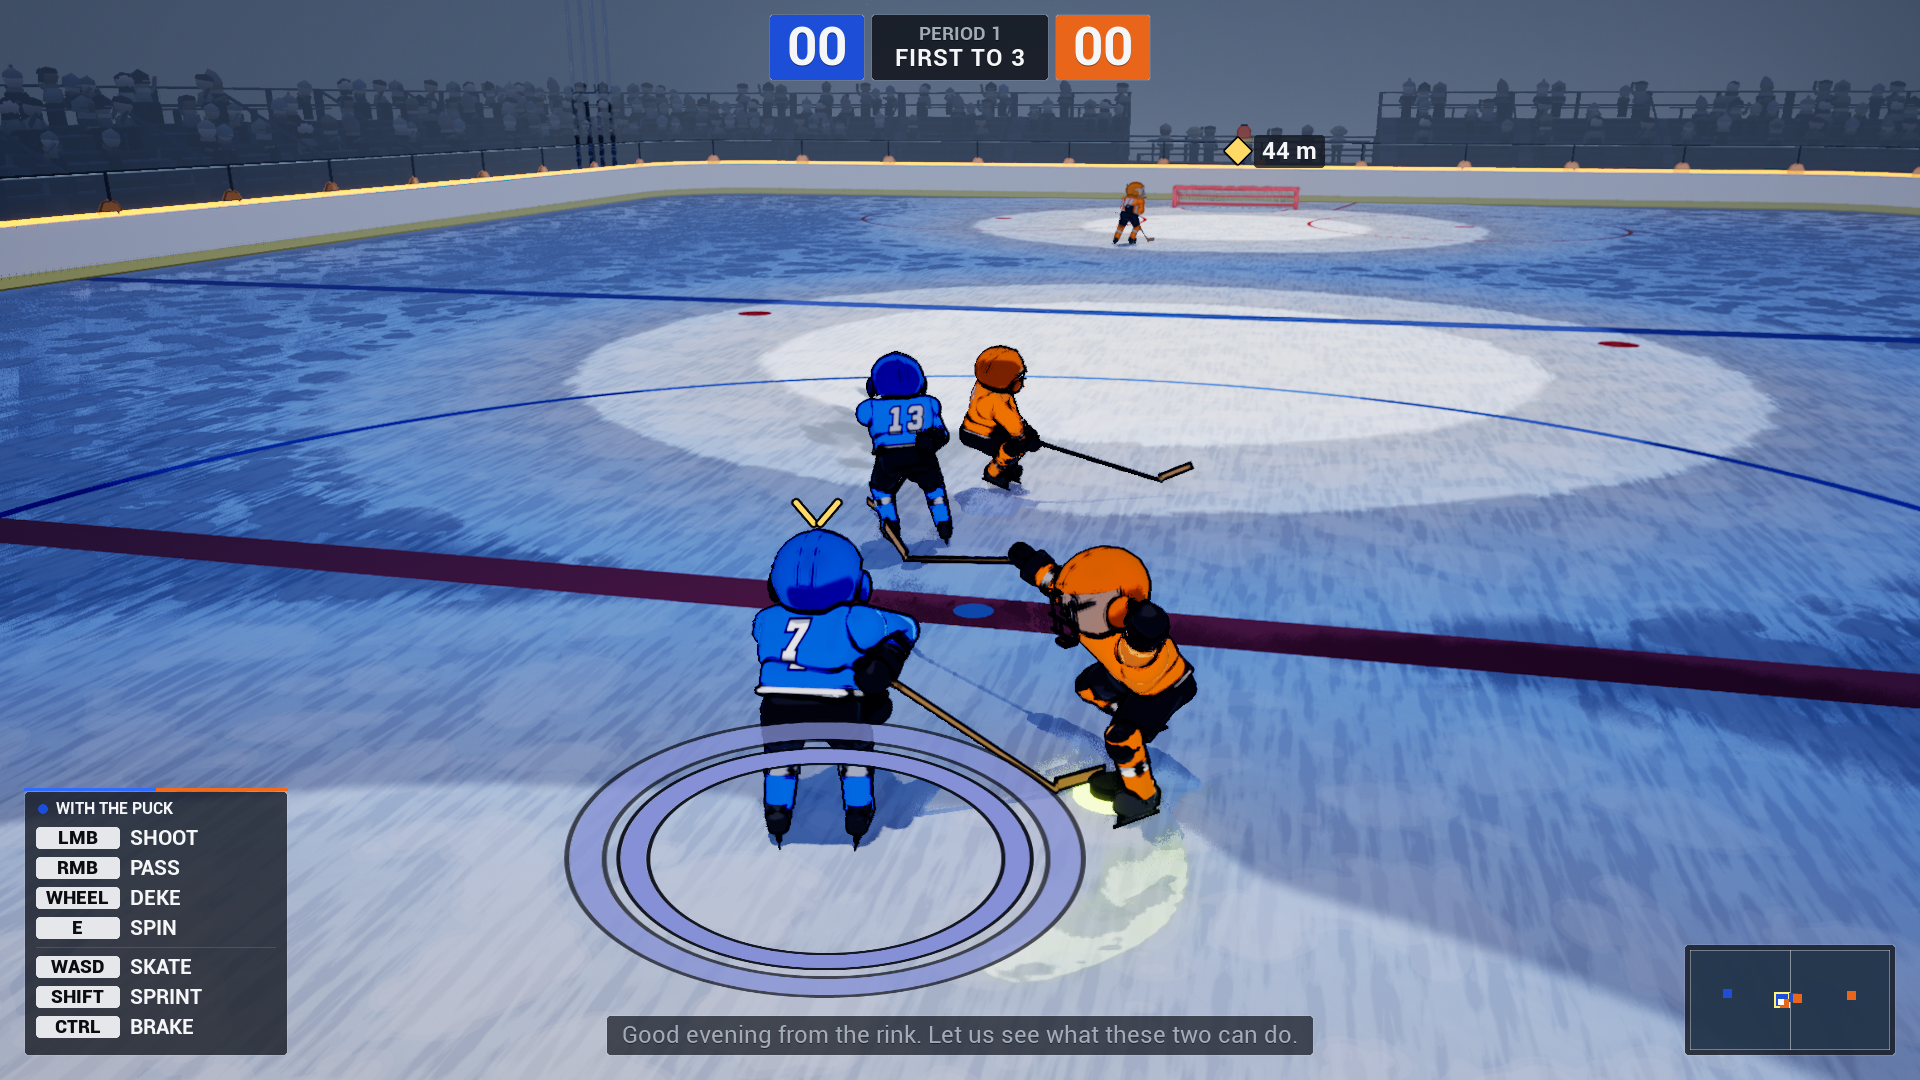 00
PERIOD 1
FIRST TO 3
00
44 m
13
7
WITH THE PUCK
LMB SHOOT
RMB PASS
WHEEL DEKE
E SPIN
WASD SKATE
SHIFT SPRINT
CTRL BRAKE
Good evening from the rink. Let us see what these two can do.